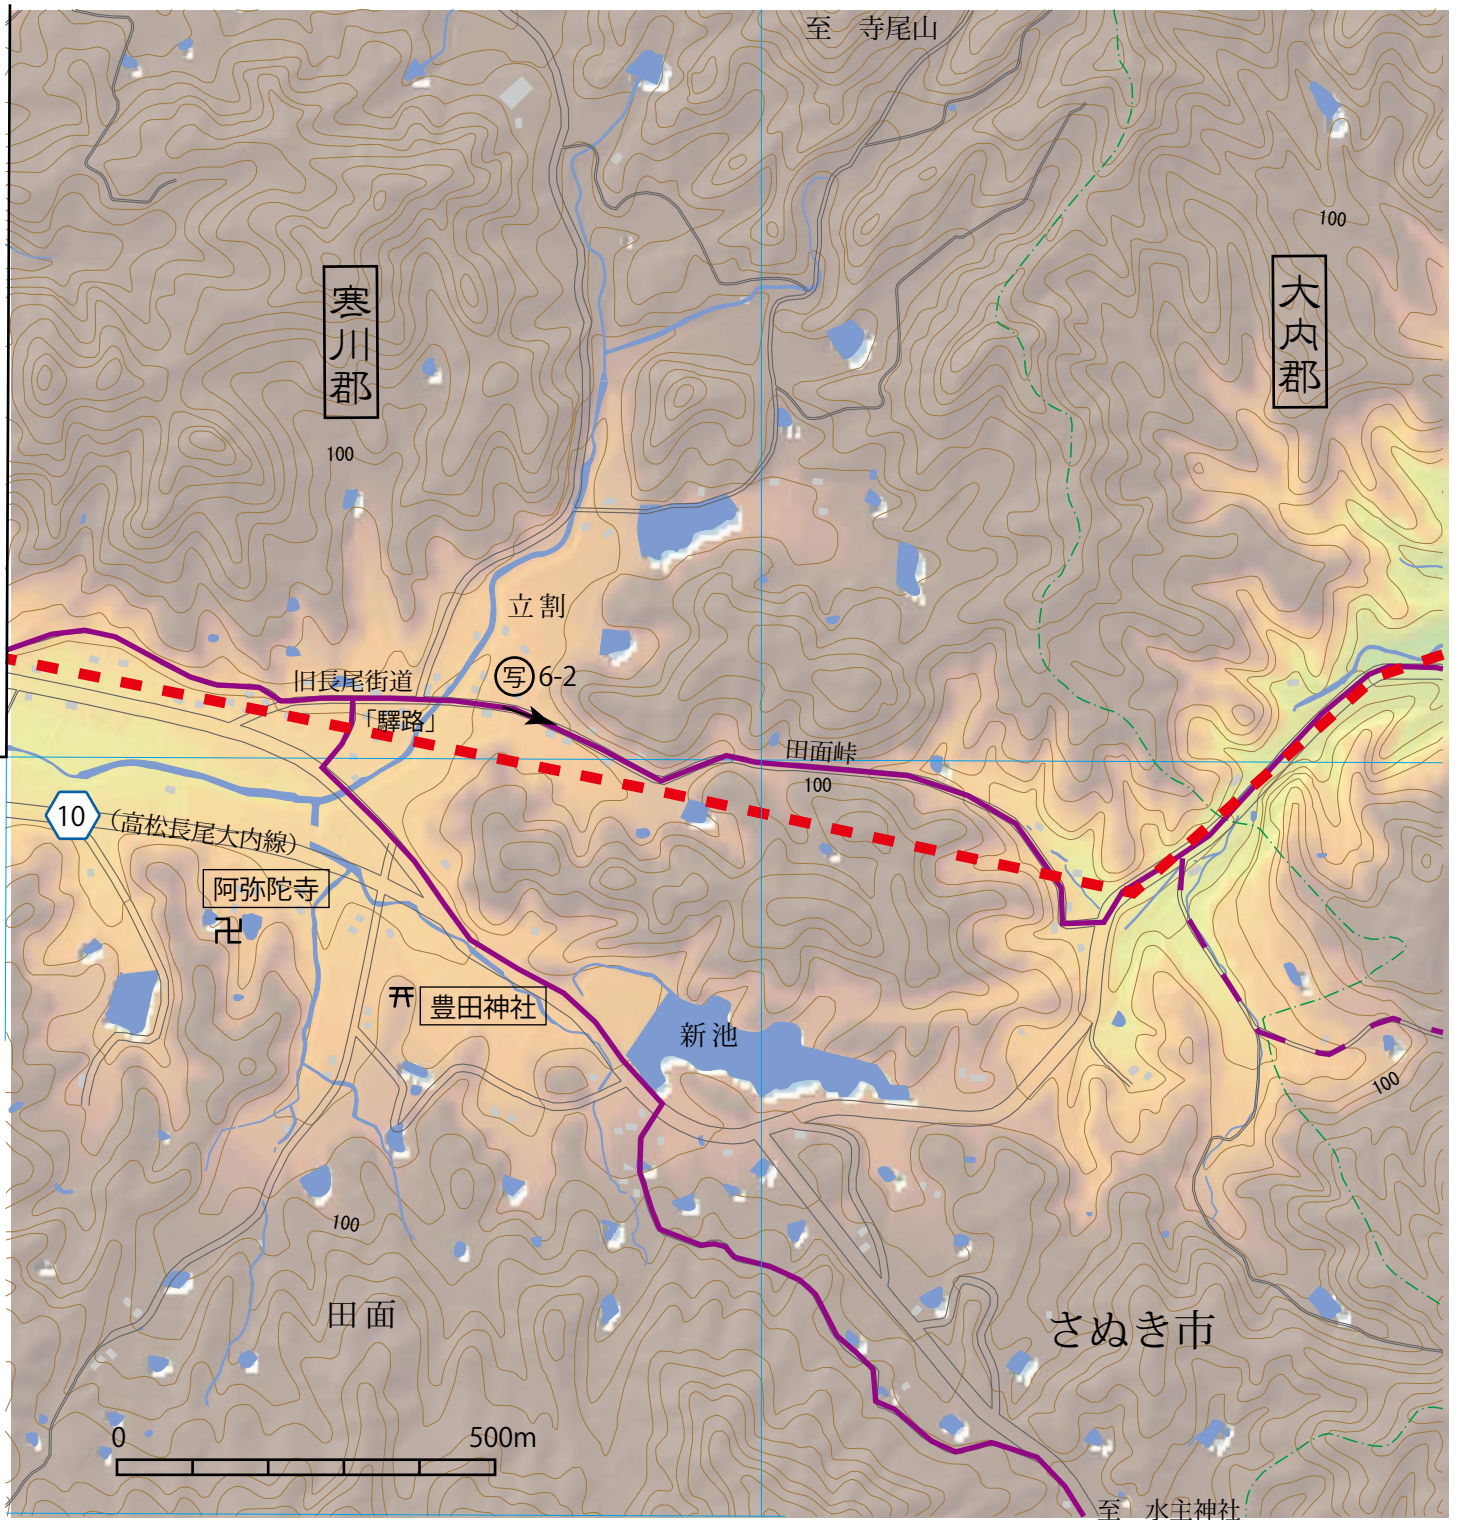 至　寺尾山
100
寒川郡
大内郡
100
立割
写 6-2
旧長尾街道
「驛路」
田面峠
100
10
(高松長尾大内線)
阿弥陀寺
卍
豊田神社
新池
100
100
田面
さぬき市
0
500m
至　水主神社